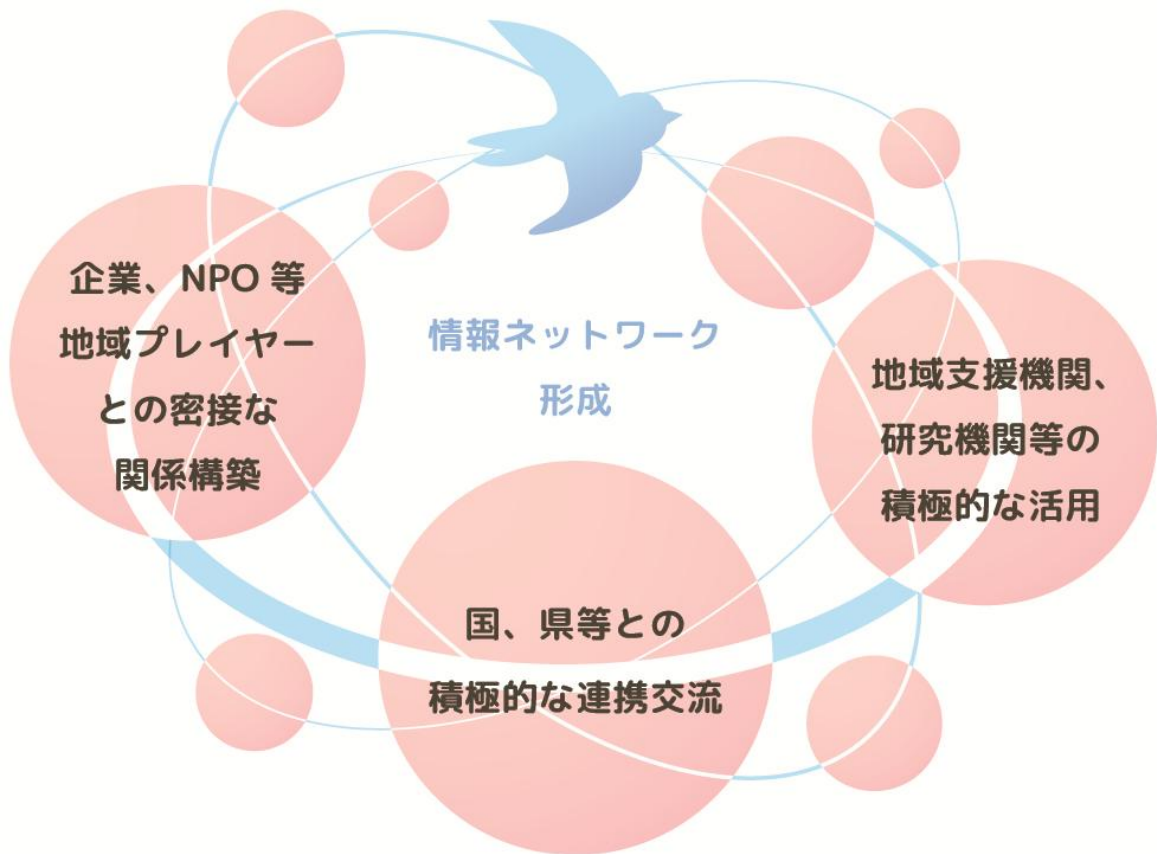 企業、NPO 等
地域プレイヤー
との密接な
関係構築
情報ネットワーク
形成
地域支援機関、
研究機関等の
積極的な活用
国、県等との
積極的な連携交流